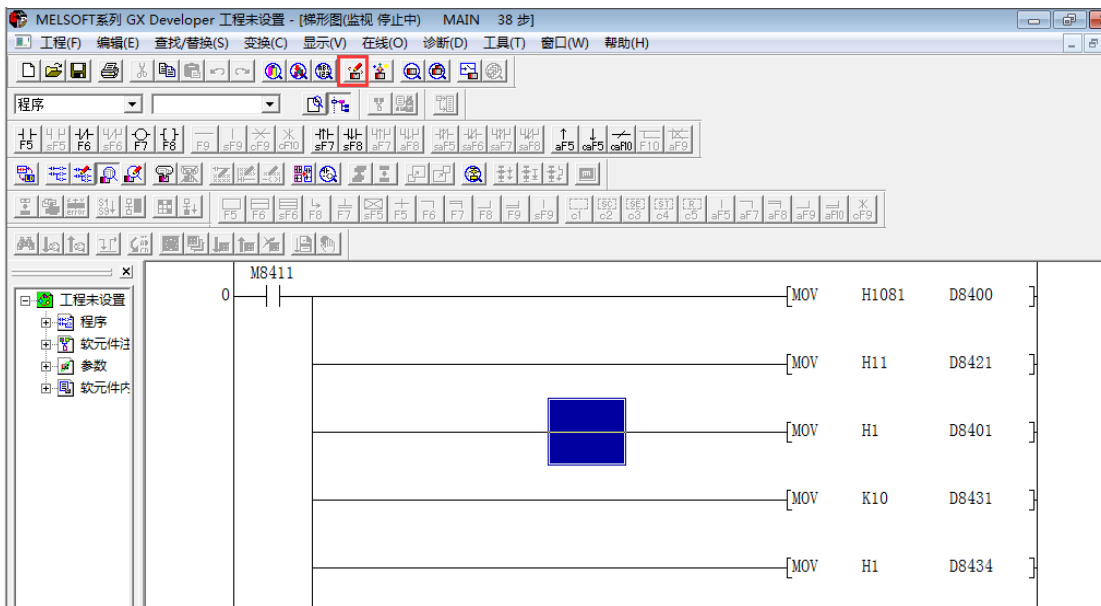 MELSOFT系列 GX Developer 工程未设置 - [梯形图(监视 停止中) MAIN 38 步]
工程(F) 编辑(E) 查找/替换(S) 变换(C) 显示(V) 在线(O) 诊断(D) 工具(T) 窗口(W) 帮助(H)
程序
F5 sF5 F6 sF6 F7 F8 F9 sF9 cF9 cF10 sF7 sF8 aF7 aF8 saF5 saF6 saF7 saF8 aF5 caF5 caF10 F10 aF9
error
F5 F6 sF6 F8 F7 sF5 F5 F6 F7 F8 F9 sF9 c1 c2 c3 c4 c5 aF5 aF7 aF8 aF9 aF10 cF9
工程未设置
程序
软元件注
参数
软元件内
M8411
0 [MOV H1081 D8400 ]
[MOV H11 D8421 ]
[MOV H1 D8401 ]
[MOV K10 D8431 ]
[MOV H1 D8434 ]